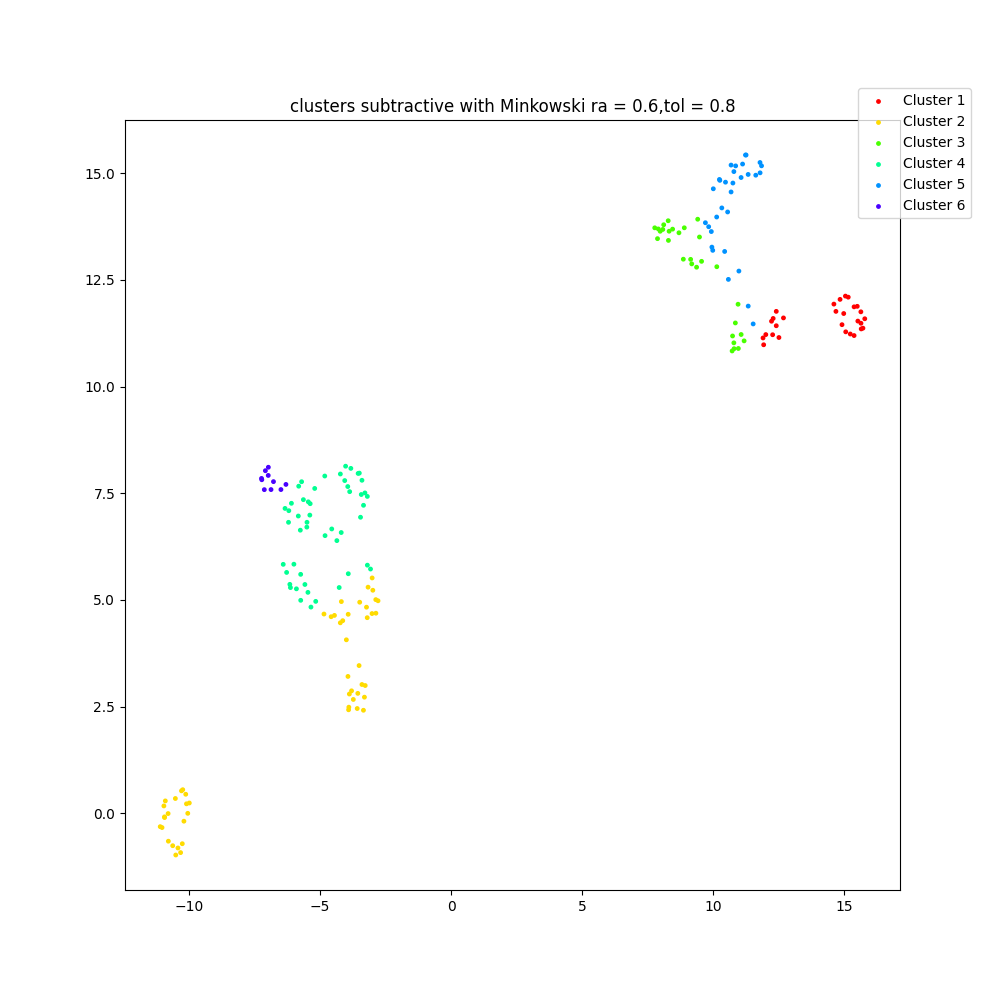 clusters subtractive with Minkowski ra = 0.6,tol = 0.8
Cluster 1
Cluster 2
Cluster 3
Cluster 4
Cluster 5
Cluster 6
15.0
12.5
10.0
7.5
5.0
2.5
0.0
−10
−5
0
5
10
15